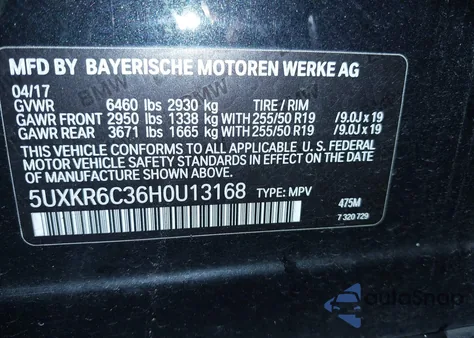 MFD BY BAYERISCHE MOTOREN WERKE AG
04/17
GVWR 6460 lbs 2930 kg TIRE / RIM
GAWR FRONT 2950 lbs 1338 kg WITH 255/50 R19 /9.0J x 19
GAWR REAR 3671 lbs 1665 kg WITH 255/50 R19 /9.0J x 19
THIS VEHICLE CONFORMS TO ALL APPLICABLE U. S. FEDERAL
MOTOR VEHICLE SAFETY STANDARDS IN EFFECT ON THE DATE
OF MANUFACTURE SHOWN ABOVE.
5UXKR6C36H0U13168 TYPE: MPV
475M
7 320 729
AutoSnap